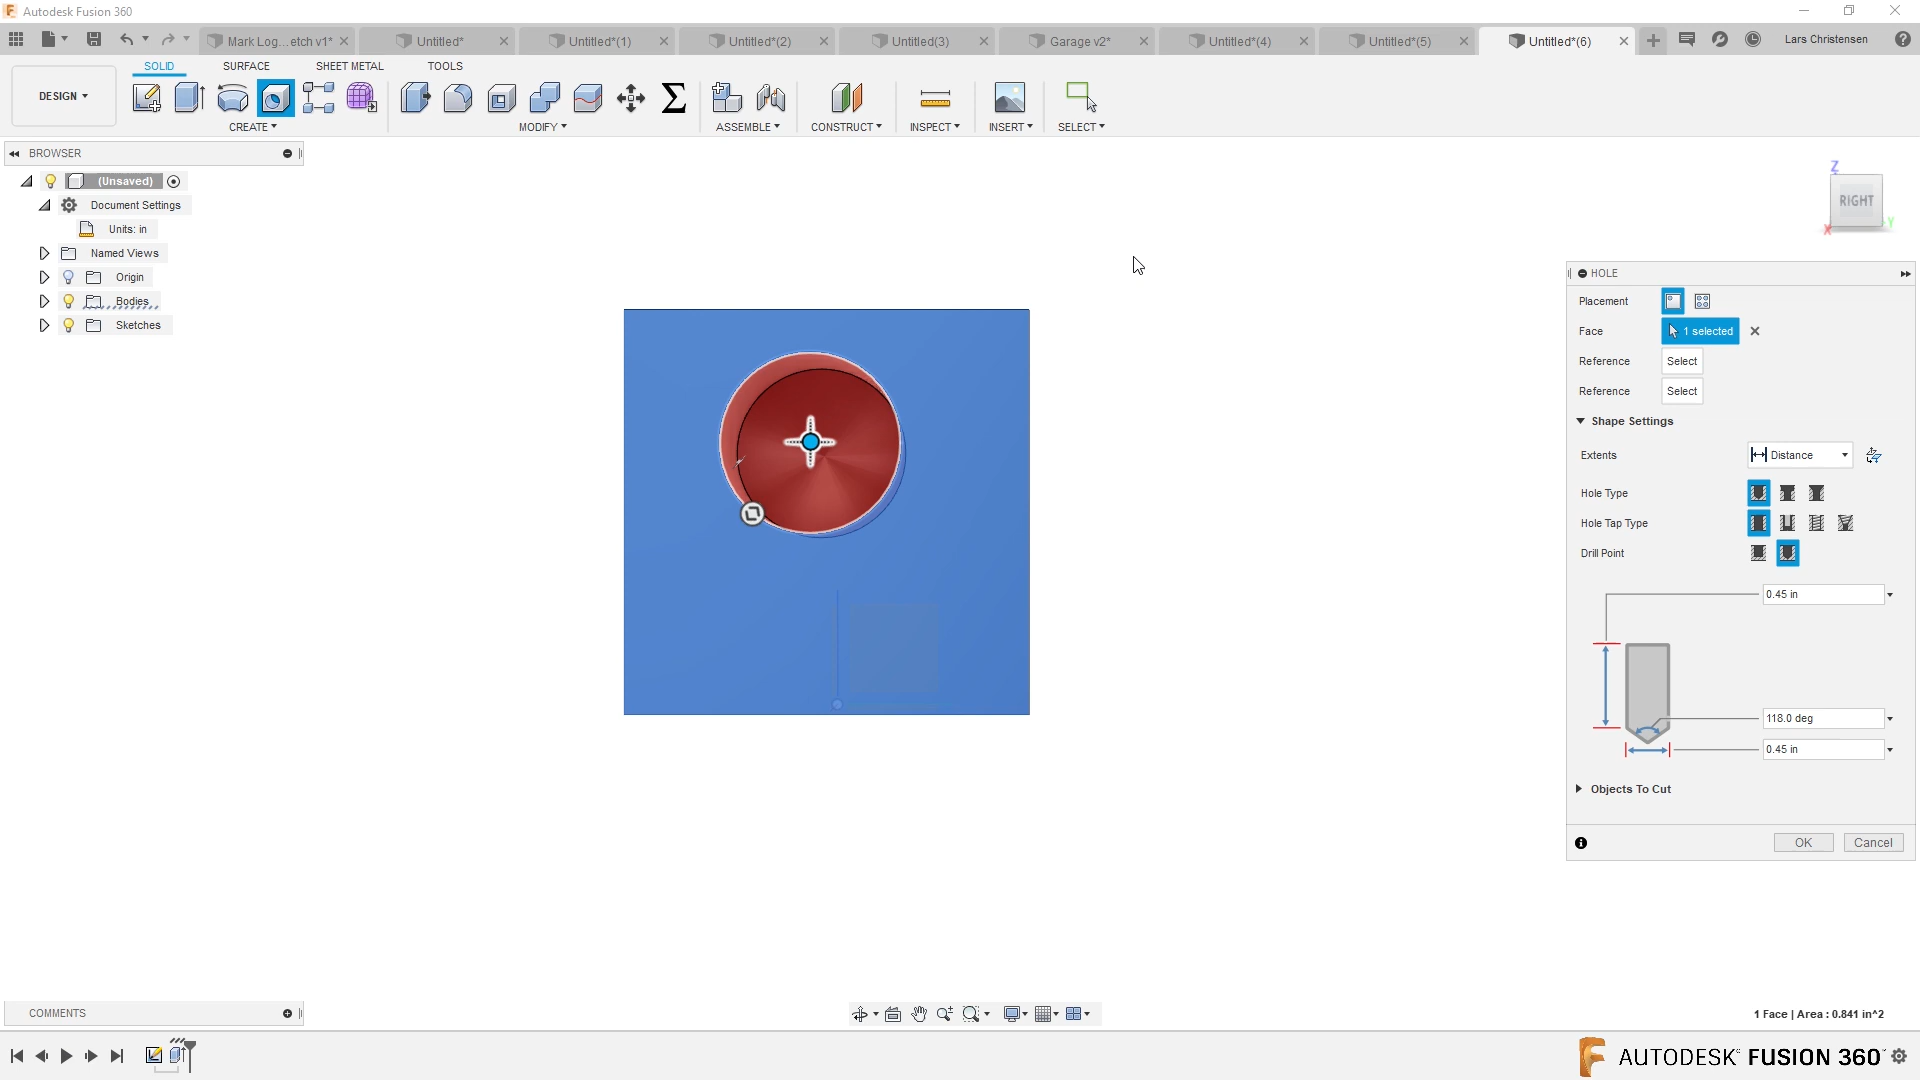 Autodesk Fusion 360
Mark Log...etch v1*
Untitled*
Untitled*(1)
Untitled*(2)
Untitled(3)
Garage v2*
Untitled*(4)
Untitled*(5)
Untitled*(6)
Lars Christensen
SOLID
SURFACE
SHEET METAL
TOOLS
DESIGN
CREATE
MODIFY
ASSEMBLE
CONSTRUCT
INSPECT
INSERT
SELECT
BROWSER
(Unsaved)
Document Settings
Units: in
Named Views
Origin
Bodies
Sketches
Z
RIGHT
Y
X
HOLE
Placement
Face
1 selected
Reference
Select
Reference
Select
Shape Settings
Extents
Distance
Hole Type
Hole Tap Type
Drill Point
0.45 in
118.0 deg
0.45 in
Objects To Cut
OK
Cancel
COMMENTS
1 Face | Area : 0.841 in^2
AUTODESK FUSION 360